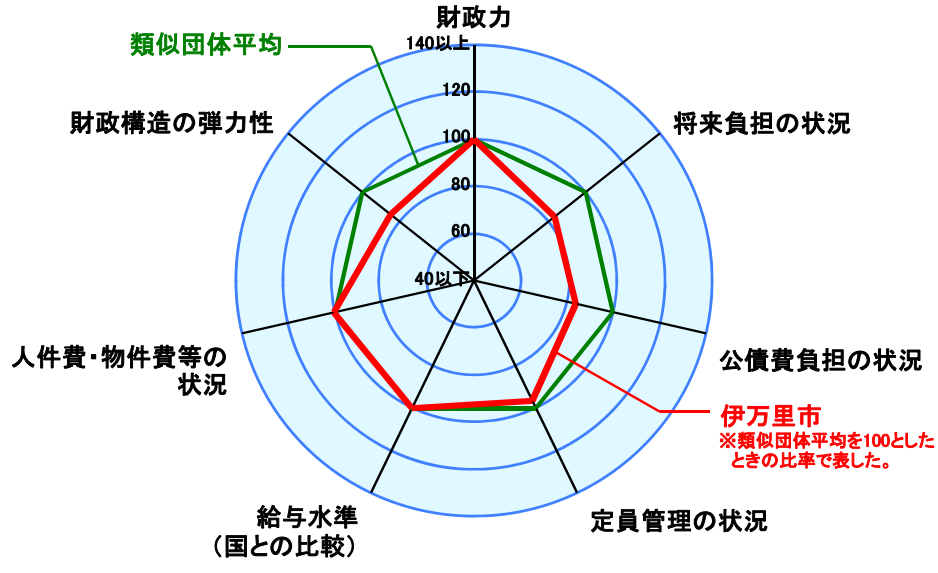 財政力
類似団体平均
140以上
120
100
80
60
40以下
財政構造の弾力性
将来負担の状況
人件費・物件費等の
状況
公債費負担の状況
伊万里市
※類似団体平均を100とした
ときの比率で表した。
給与水準
（国との比較）
定員管理の状況